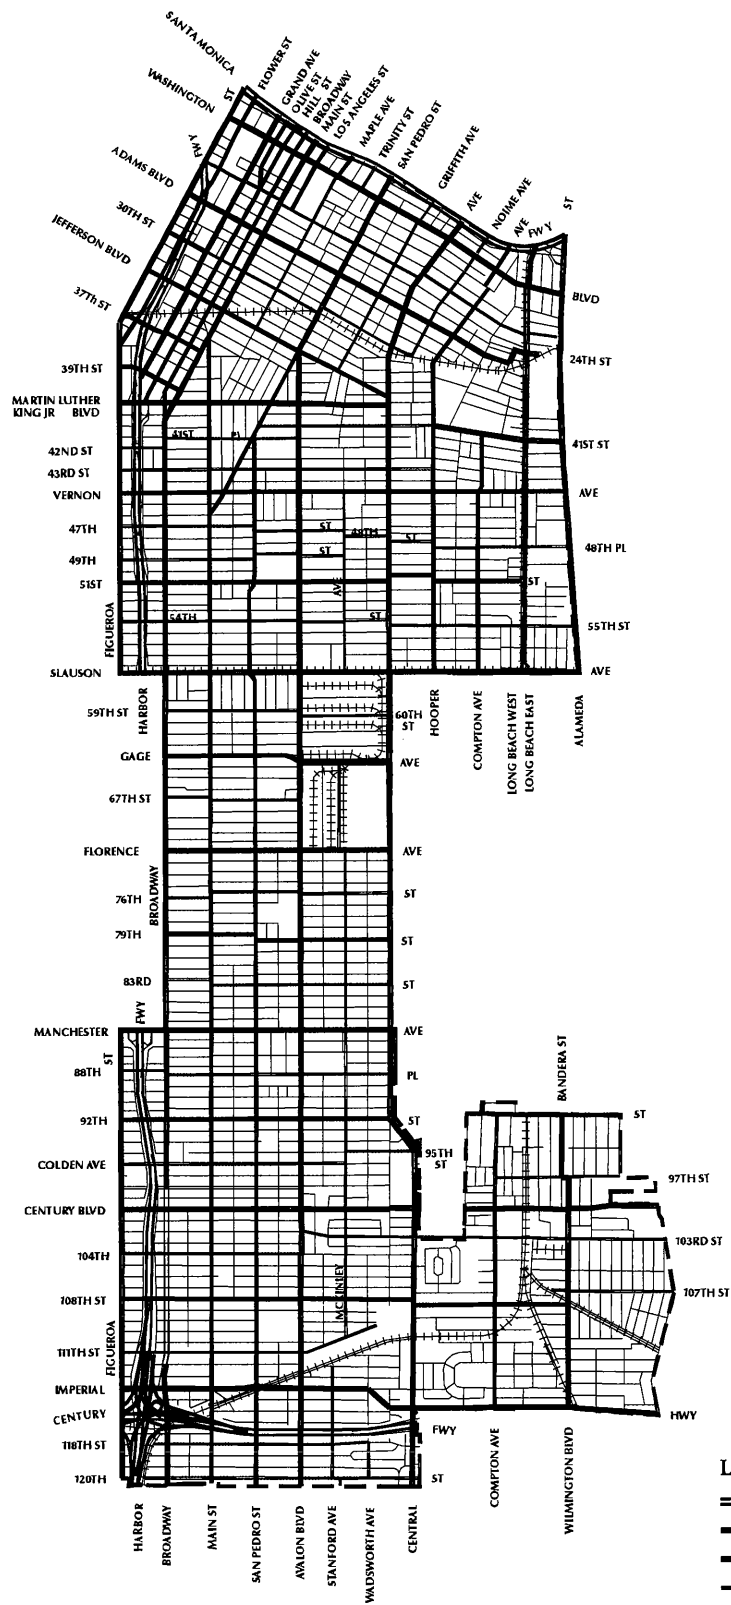 SANTA MONICA
WASHINGTON
ST
FLOWER ST
GRAND AVE
OLIVE ST
HILL ST
BROADWAY
MAIN ST
LOS ANGELES ST
MAPLE AVE
TRINITY ST
SAN PEDRO ST
GRIFFITH AVE
AVE
NOIME AVE
AVE
FWY
ST
FWY
ADAMS BLVD
30TH ST
JEFFERSON BLVD
37Th ST
BLVD
24TH ST
39TH ST
MARTIN LUTHER
KING JR BLVD
41ST PL
42ND ST
41ST ST
43RD ST
VERNON
AVE
47TH
ST
48TH
ST
49TH
ST
48TH PL
51ST
AVE
ST
FIGUEROA
54TH
ST
55TH ST
SLAUSON
AVE
HARBOR
59TH ST
60TH
ST
HOOPER
COMPTON AVE
LONG BEACH WEST
LONG BEACH EAST
ALAMEDA
GAGE
AVE
67TH ST
FLORENCE
AVE
BROADWAY
76TH
ST
79TH
ST
83RD
ST
FWY
MANCHESTER
AVE
ST
BANDERA ST
88TH
PL
92TH
ST
ST
COLDEN AVE
95TH
ST
97TH ST
CENTURY BLVD
103RD ST
104TH
MCKINLEY
107TH ST
108TH ST
FIGUEROA
111TH ST
IMPERIAL
HWY
CENTURY
FWY
118TH ST
120TH
ST
HARBOR
BROADWAY
MAIN ST
SAN PEDRO ST
AVALON BLVD
STANFORD AVE
WADSWORTH AVE
CENTRAL
COMPTON AVE
WILMINGTON BLVD
L